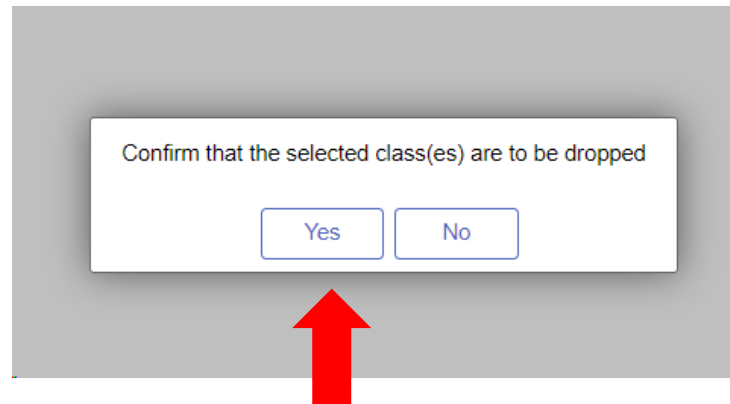 Confirm that the selected class(es) are to be dropped
Yes No